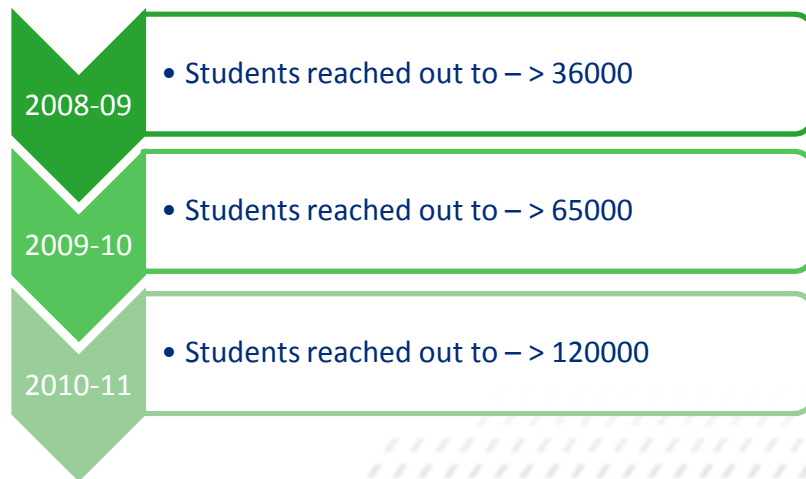 2008-09
• Students reached out to – > 36000
2009-10
• Students reached out to – > 65000
2010-11
• Students reached out to – > 120000